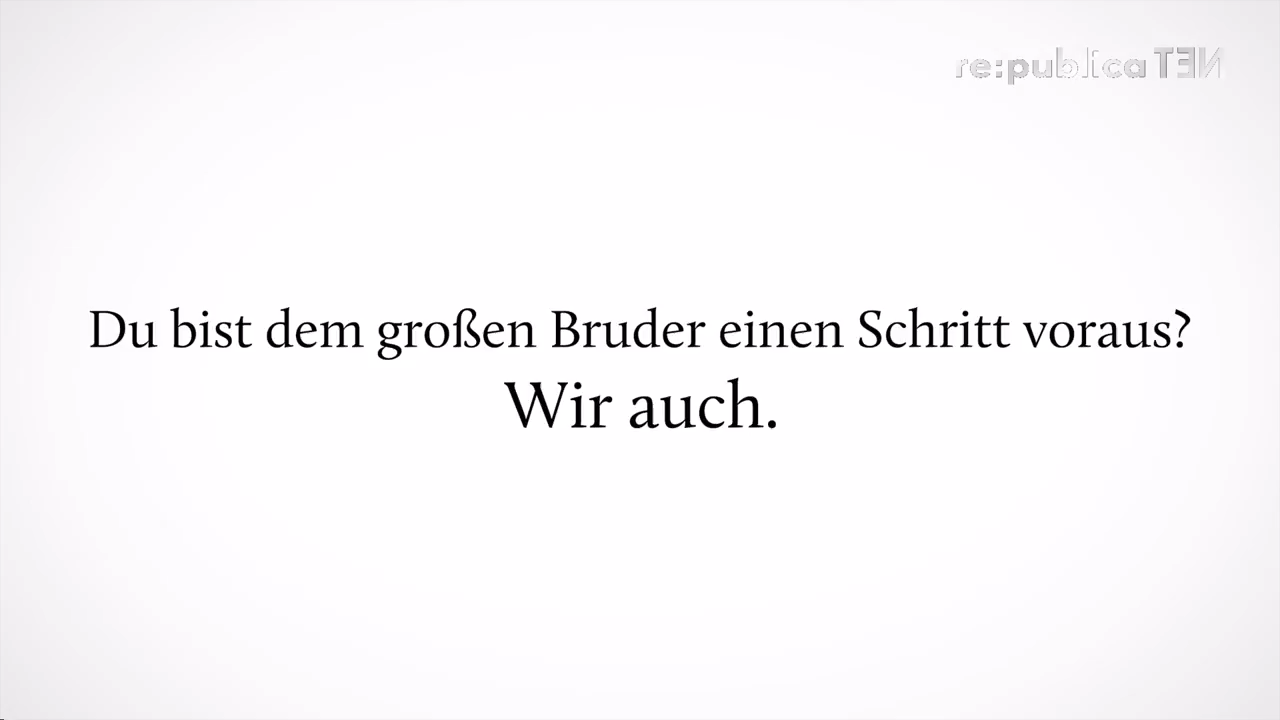 re:publica TEN
Du bist dem großen Bruder einen Schritt voraus?
Wir auch.